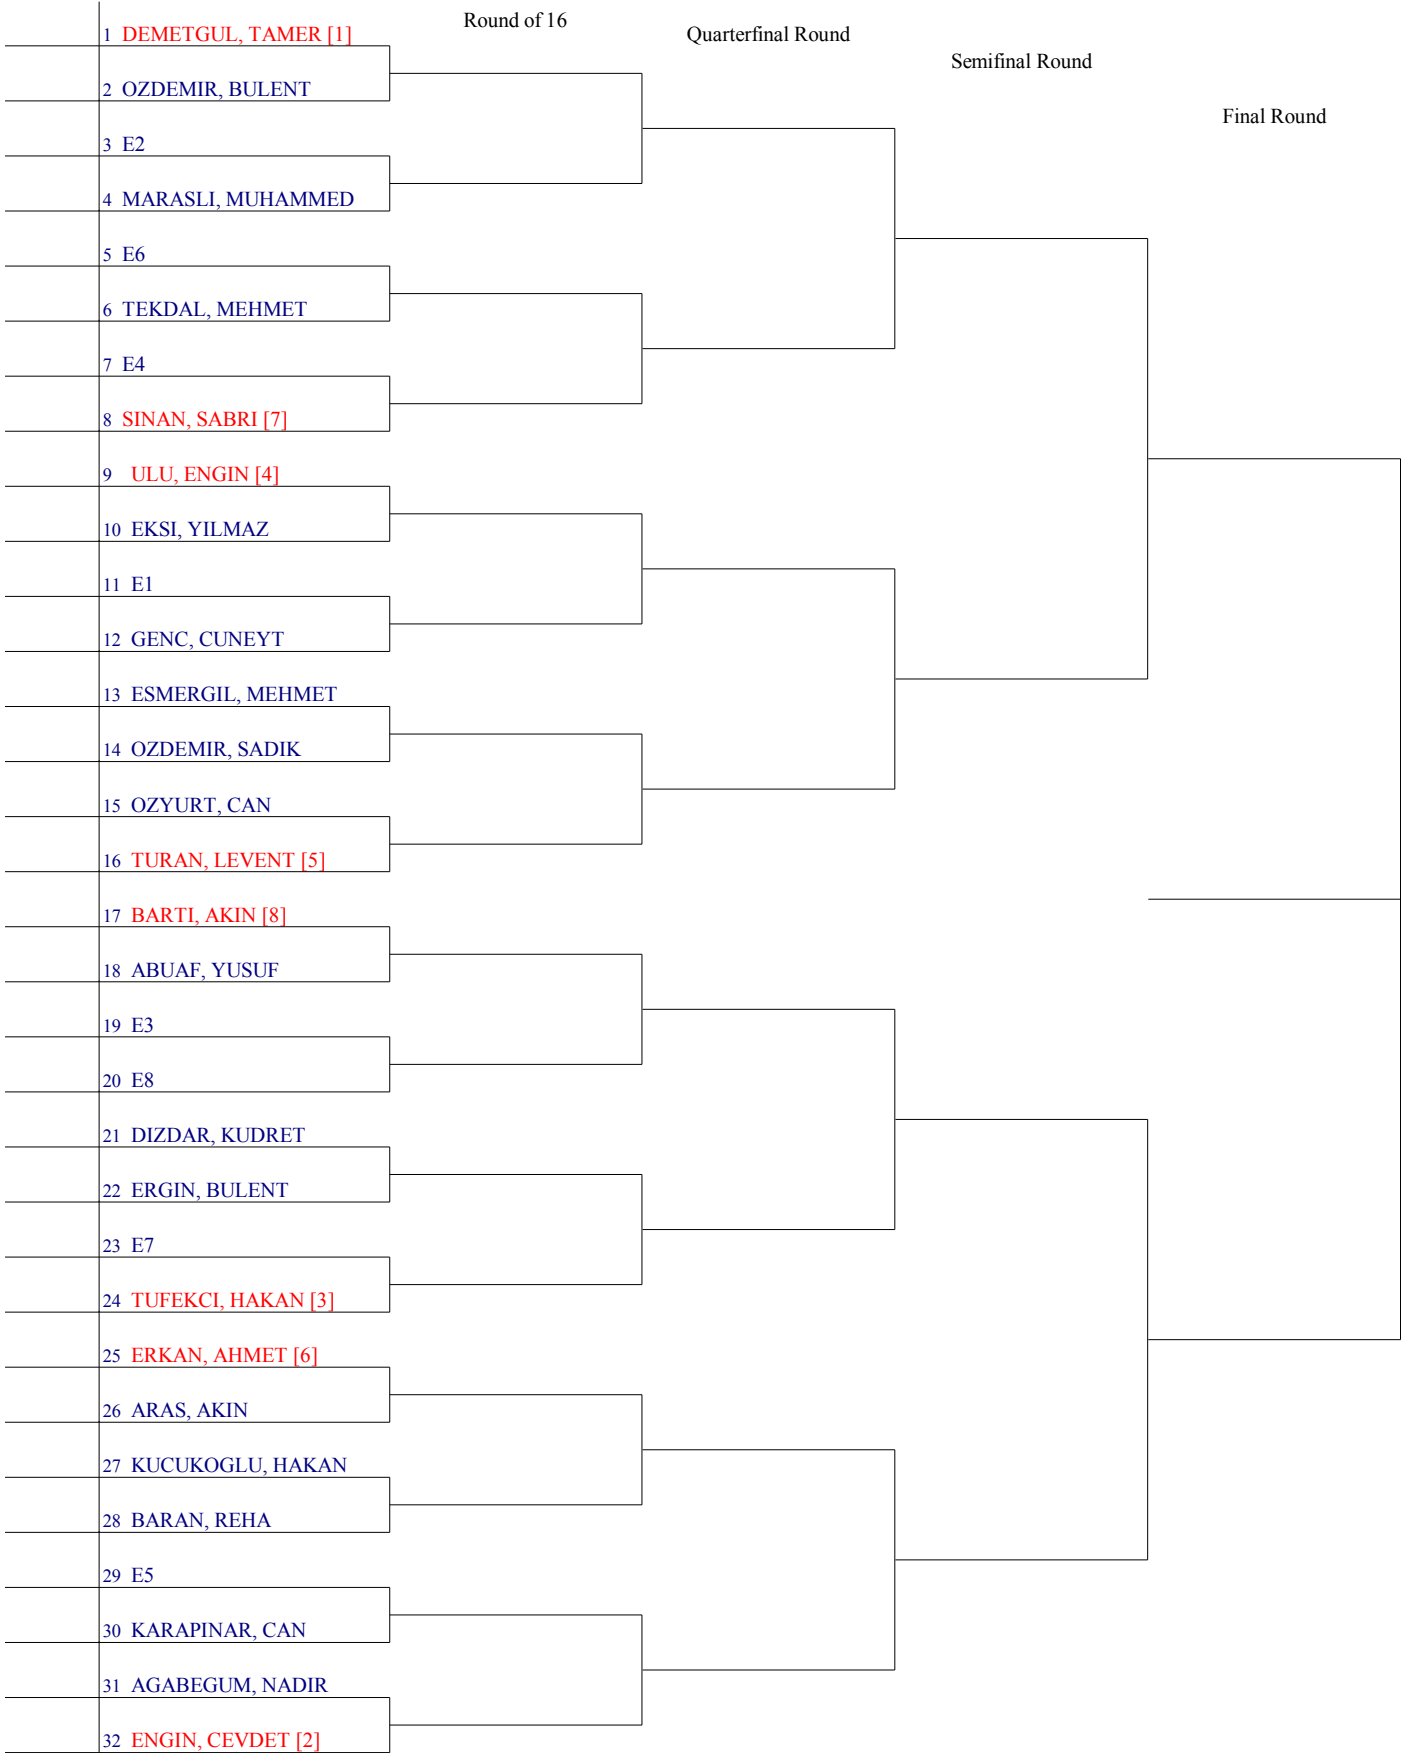 Round of 16
Quarterfinal Round
Semifinal Round
Final Round
1 DEMETGUL, TAMER [1]
2 OZDEMIR, BULENT
3 E2
4 MARASLI, MUHAMMED
5 E6
6 TEKDAL, MEHMET
7 E4
8 SINAN, SABRI [7]
9 ULU, ENGIN [4]
10 EKSI, YILMAZ
11 E1
12 GENC, CUNEYT
13 ESMERGIL, MEHMET
14 OZDEMIR, SADIK
15 OZYURT, CAN
16 TURAN, LEVENT [5]
17 BARTI, AKIN [8]
18 ABUAF, YUSUF
19 E3
20 E8
21 DIZDAR, KUDRET
22 ERGIN, BULENT
23 E7
24 TUFEKCI, HAKAN [3]
25 ERKAN, AHMET [6]
26 ARAS, AKIN
27 KUCUKOGLU, HAKAN
28 BARAN, REHA
29 E5
30 KARAPINAR, CAN
31 AGABEGUM, NADIR
32 ENGIN, CEVDET [2]